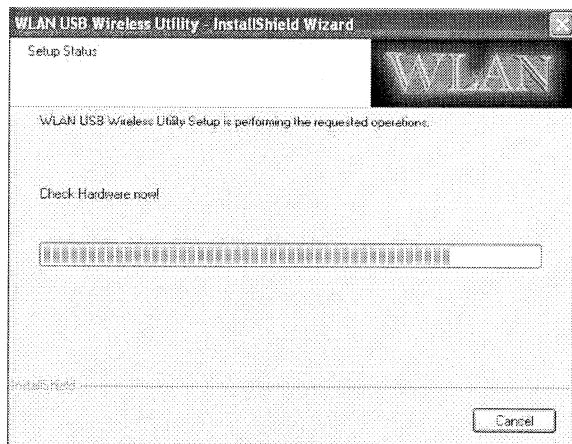 WLAN USB Wireless Utility - InstallShield Wizard
Setup Status
WLAN
WLAN USB Wireless Utility Setup is performing the requested operations.
Check Hardware now!
InstallShield
Cancel